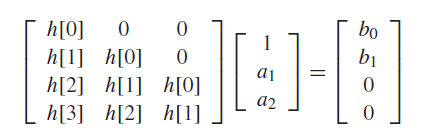 h[0] 0 0
h[1] h[0] 0
h[2] h[1] h[0]
h[3] h[2] h[1]
1
a₁
a₂
=
b₀
b₁
0
0